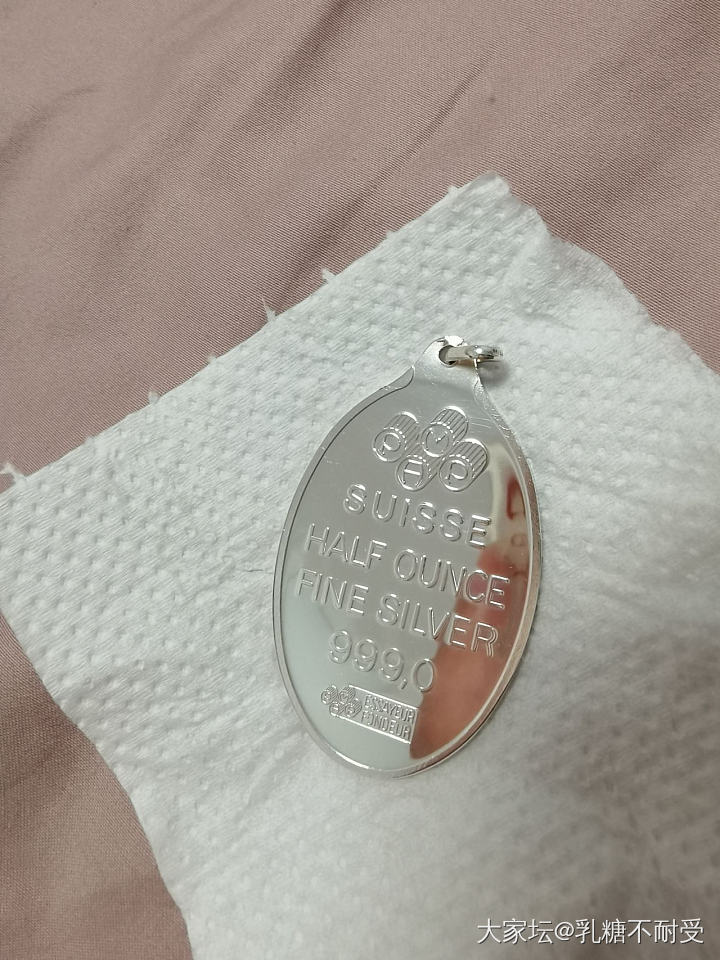 P M A P
SUISSE
HALF OUNCE
FINE SILVER
999,0
ESSAYEUR
FONDEUR
大家坛@乳糖不耐受